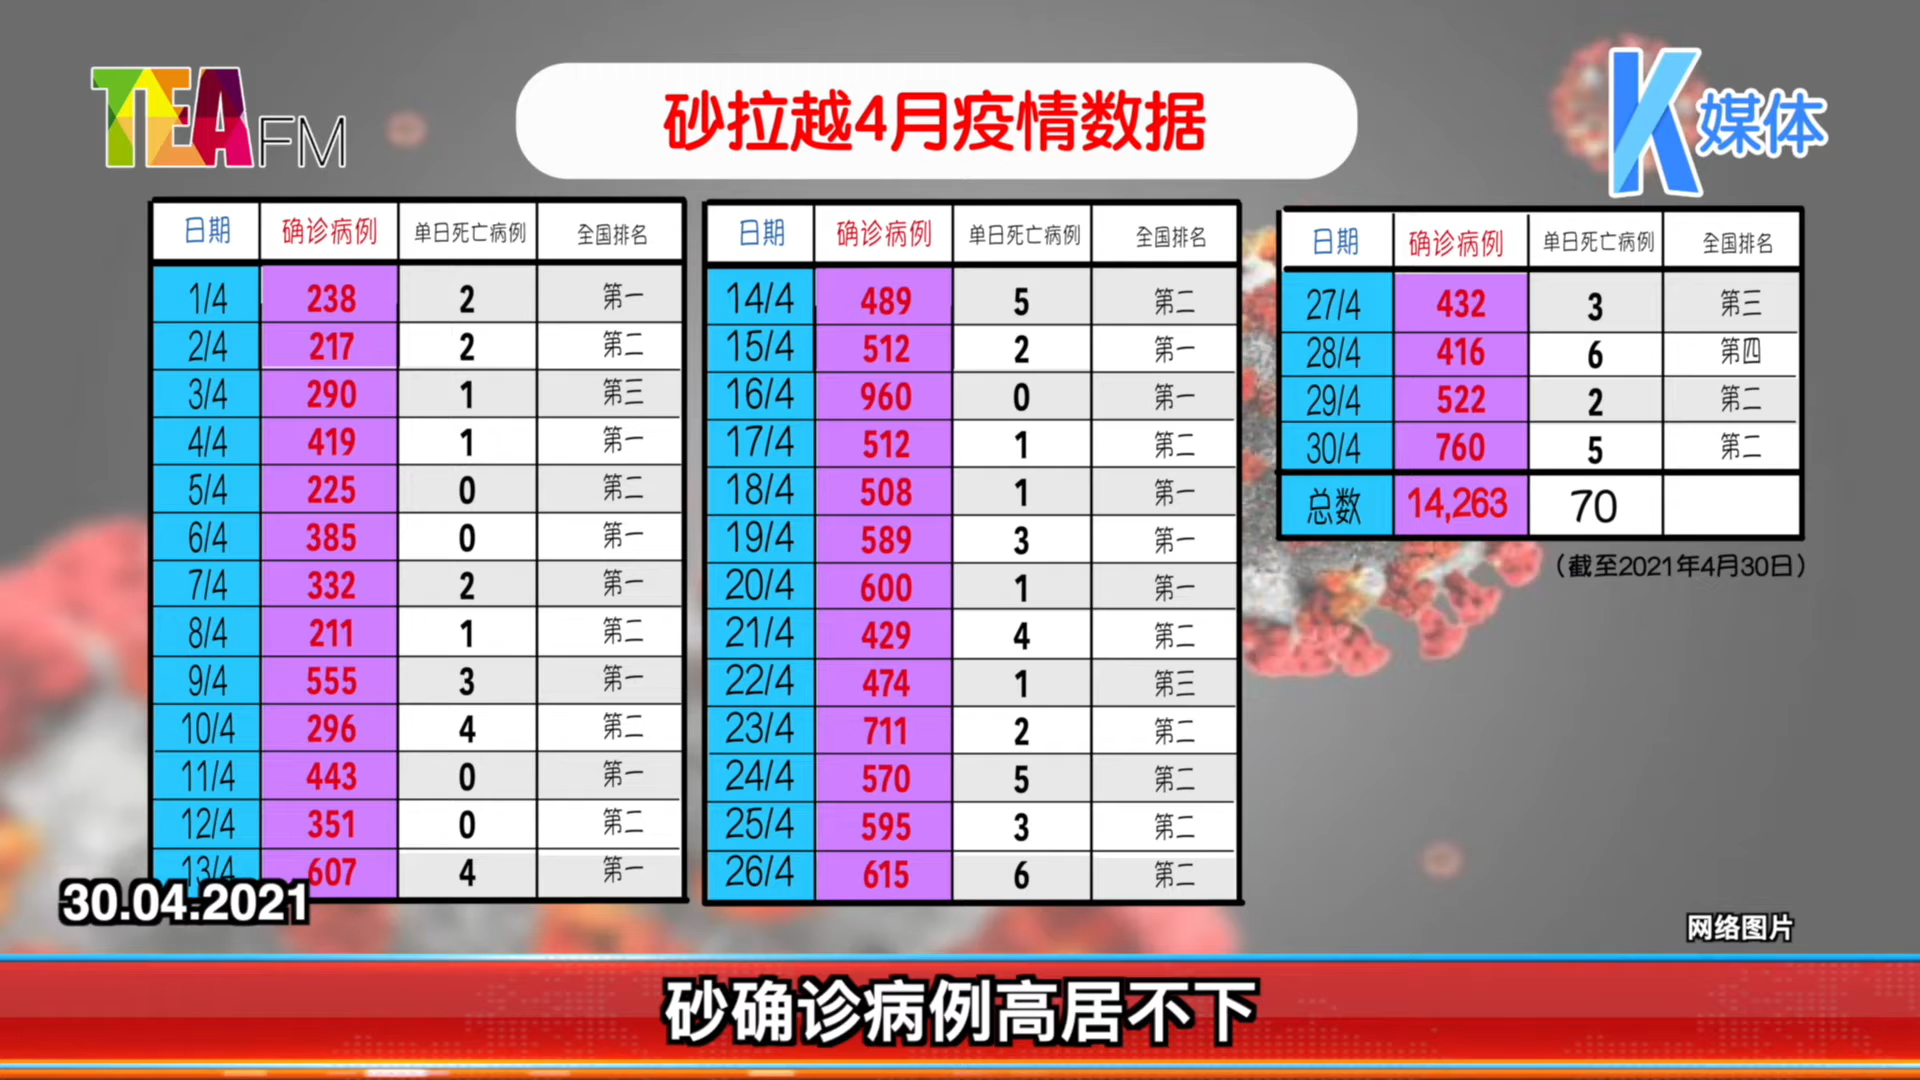 TEA FM
砂拉越4月疫情数据
K 媒体
日期 确诊病例 单日死亡病例 全国排名
1/4 238 2 第一
2/4 217 2 第二
3/4 290 1 第三
4/4 419 1 第一
5/4 225 0 第二
6/4 385 0 第一
7/4 332 2 第一
8/4 211 1 第二
9/4 555 3 第一
10/4 296 4 第二
11/4 443 0 第一
12/4 351 0 第二
13/4 607 4 第一
日期 确诊病例 单日死亡病例 全国排名
14/4 489 5 第二
15/4 512 2 第一
16/4 960 0 第一
17/4 512 1 第二
18/4 508 1 第一
19/4 589 3 第一
20/4 600 1 第一
21/4 429 4 第二
22/4 474 1 第三
23/4 711 2 第二
24/4 570 5 第二
25/4 595 3 第二
26/4 615 6 第二
日期 确诊病例 单日死亡病例 全国排名
27/4 432 3 第三
28/4 416 6 第四
29/4 522 2 第二
30/4 760 5 第二
总数 14,263 70
（截至2021年4月30日）
30.04.2021
网络图片
砂确诊病例高居不下